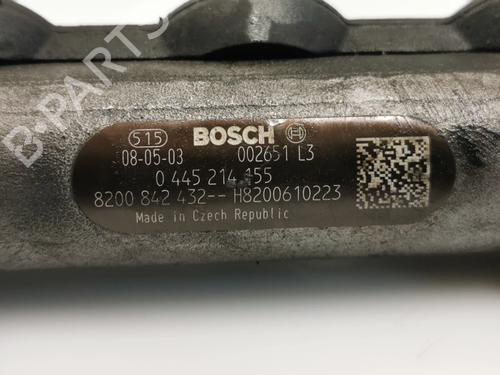 515 BOSCH
08-05-03 002651 L3
0 445 214 155
8200 842 432-- H8200610223
Made in Czech Republic
B-PARTS